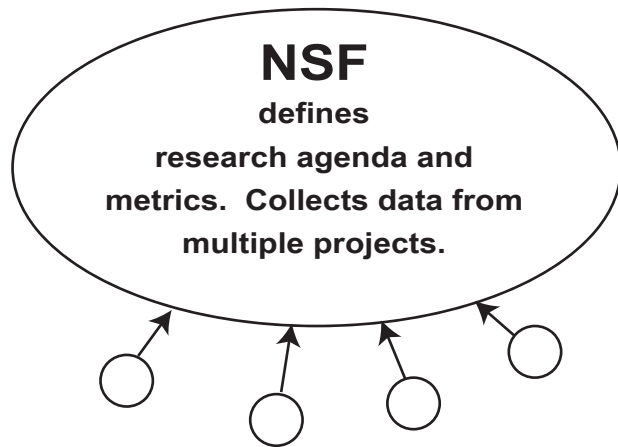 NSF
defines
research agenda and
metrics.  Collects data from
multiple projects.